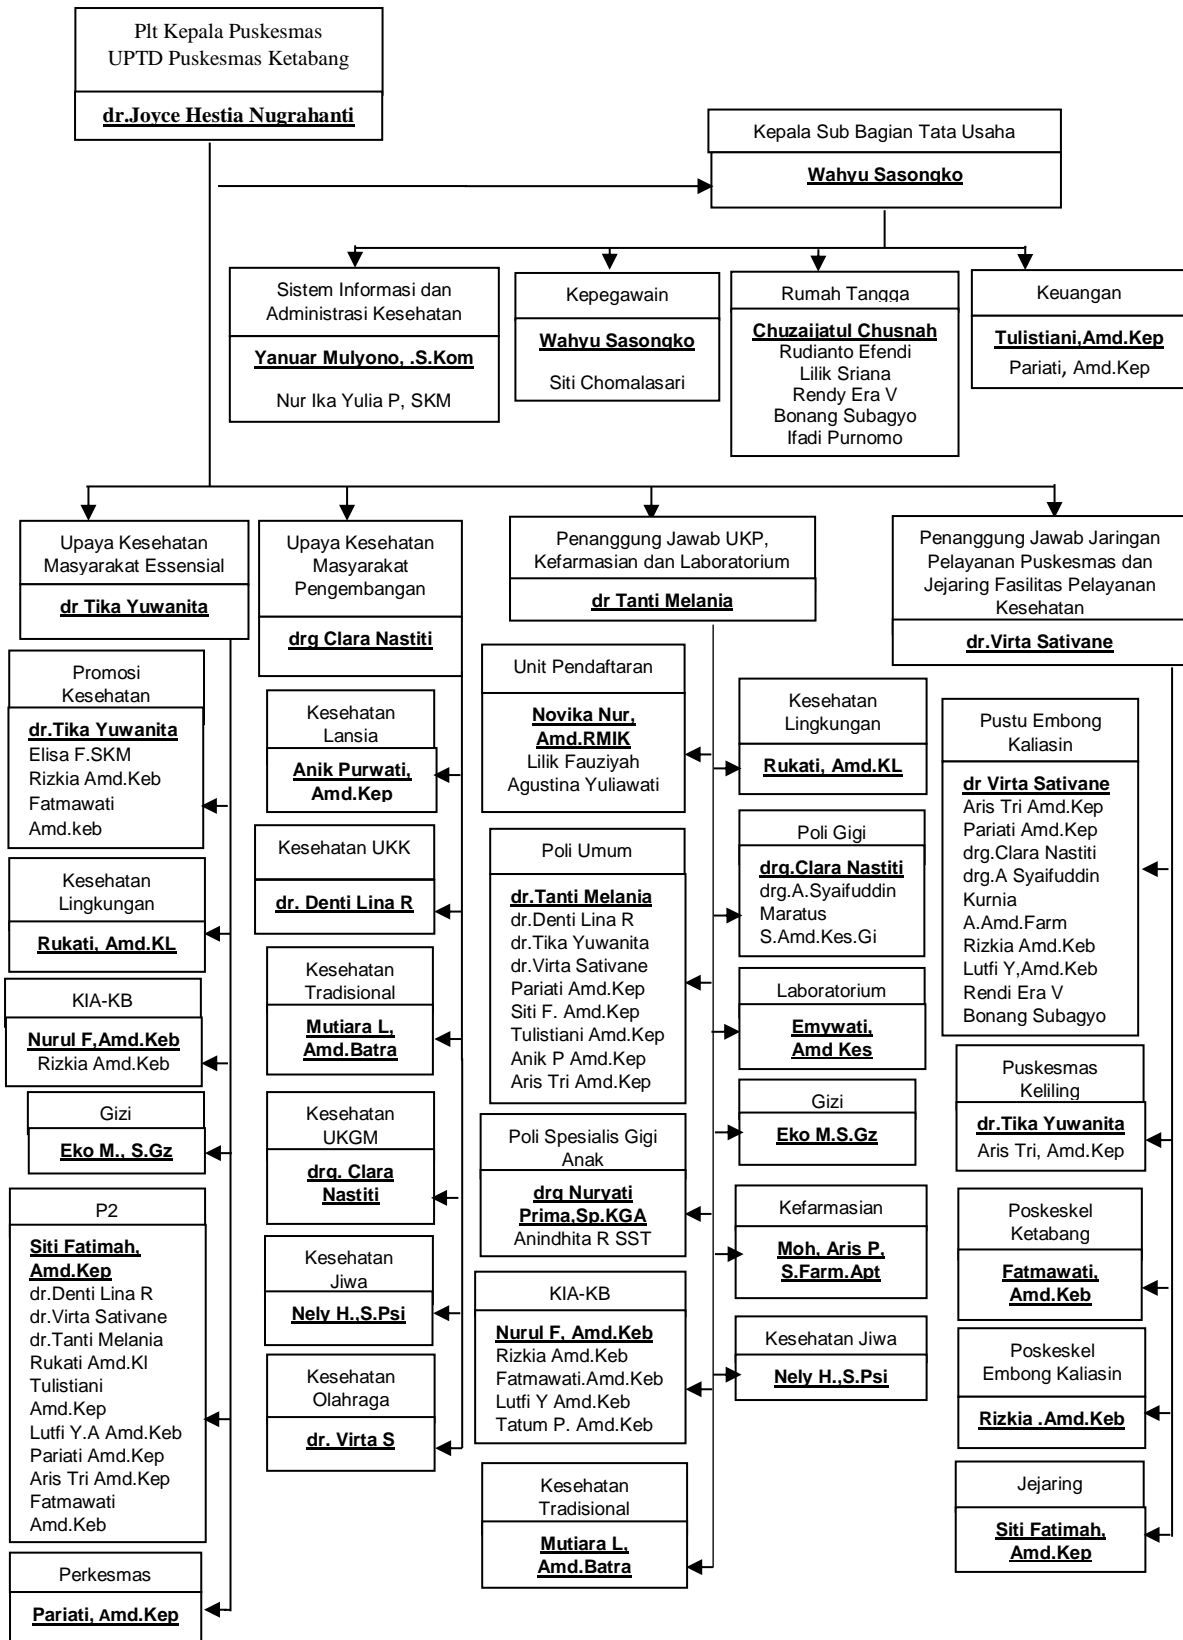 Plt Kepala Puskesmas
UPTD Puskesmas Ketabang
dr.Joyce Hestia Nugrahanti
Kepala Sub Bagian Tata Usaha
Wahyu Sasongko
Sistem Informasi dan
Administrasi Kesehatan
Yanuar Mulyono, .S.Kom
Nur Ika Yulia P, SKM
Kepegawain
Wahyu Sasongko
Siti Chomalasari
Rumah Tangga
Chuzaijatul Chusnah
Rudianto Efendi
Lilik Sriana
Rendy Era V
Bonang Subagyo
Ifadi Purnomo
Keuangan
Tulistiani,Amd.Kep
Pariati, Amd.Kep
Upaya Kesehatan
Masyarakat Essensial
dr Tika Yuwanita
Promosi
Kesehatan
dr.Tika Yuwanita
Elisa F.SKM
Rizkia Amd.Keb
Fatmawati
Amd.keb
Kesehatan
Lingkungan
Rukati, Amd.KL
KIA-KB
Nurul F,Amd.Keb
Rizkia Amd.Keb
Gizi
Eko M., S.Gz
P2
Siti Fatimah,
Amd.Kep
dr.Denti Lina R
dr.Virta Sativane
dr.Tanti Melania
Rukati Amd.Kl
Tulistiani
Amd.Kep
Lutfi Y.A Amd.Keb
Pariati Amd.Kep
Aris Tri Amd.Kep
Fatmawati
Amd.Keb
Perkesmas
Pariati, Amd.Kep
Upaya Kesehatan
Masyarakat
Pengembangan
drg Clara Nastiti
Kesehatan
Lansia
Anik Purwati,
Amd.Kep
Kesehatan UKK
dr. Denti Lina R
Kesehatan
Tradisional
Mutiara L,
Amd.Batra
Kesehatan
UKGM
drg. Clara
Nastiti
Kesehatan
Jiwa
Nely H.,S.Psi
Kesehatan
Olahraga
dr. Virta S
Penanggung Jawab UKP,
Kefarmasian dan Laboratorium
dr Tanti Melania
Unit Pendaftaran
Novika Nur,
Amd.RMIK
Lilik Fauziyah
Agustina Yuliawati
Poli Umum
dr.Tanti Melania
dr.Denti Lina R
dr.Tika Yuwanita
dr.Virta Sativane
Pariati Amd.Kep
Siti F. Amd.Kep
Tulistiani Amd.Kep
Anik P Amd.Kep
Aris Tri Amd.Kep
Poli Spesialis Gigi
Anak
drg Nuryati
Prima,Sp.KGA
Anindhita R SST
KIA-KB
Nurul F, Amd.Keb
Rizkia Amd.Keb
Fatmawati.Amd.Keb
Lutfi Y Amd.Keb
Tatum P. Amd.Keb
Kesehatan
Tradisional
Mutiara L,
Amd.Batra
Kesehatan
Lingkungan
Rukati, Amd.KL
Poli Gigi
drg.Clara Nastiti
drg.A.Syaifuddin
Maratus
S.Amd.Kes.Gi
Laboratorium
Emywati,
Amd Kes
Gizi
Eko M.S.Gz
Kefarmasian
Moh, Aris P,
S.Farm.Apt
Kesehatan Jiwa
Nely H.,S.Psi
Penanggung Jawab Jaringan
Pelayanan Puskesmas dan
Jejaring Fasilitas Pelayanan
Kesehatan
dr.Virta Sativane
Pustu Embong
Kaliasin
dr Virta Sativane
Aris Tri Amd.Kep
Pariati Amd.Kep
drg.Clara Nastiti
drg.A Syaifuddin
Kurnia
A.Amd.Farm
Rizkia Amd.Keb
Lutfi Y,Amd.Keb
Rendi Era V
Bonang Subagyo
Puskesmas
Keliling
dr.Tika Yuwanita
Aris Tri, Amd.Kep
Poskeskel
Ketabang
Fatmawati,
Amd.Keb
Poskeskel
Embong Kaliasin
Rizkia .Amd.Keb
Jejaring
Siti Fatimah,
Amd.Kep